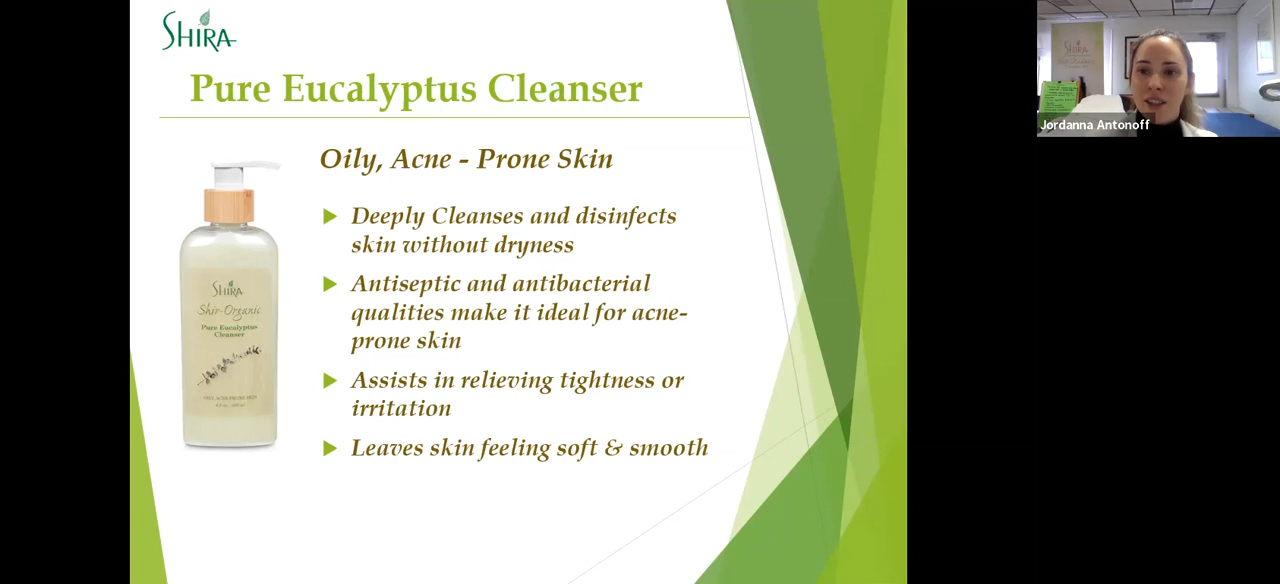 SHIRA
Pure Eucalyptus Cleanser
Oily, Acne - Prone Skin
Deeply Cleanses and disinfects
skin without dryness
Antiseptic and antibacterial
qualities make it ideal for acne-
prone skin
Assists in relieving tightness or
irritation
Leaves skin feeling soft & smooth
SHIRA
Shir-Organic
Pure Eucalyptus
Cleanser
SHIRA
Jordanna Antonoff